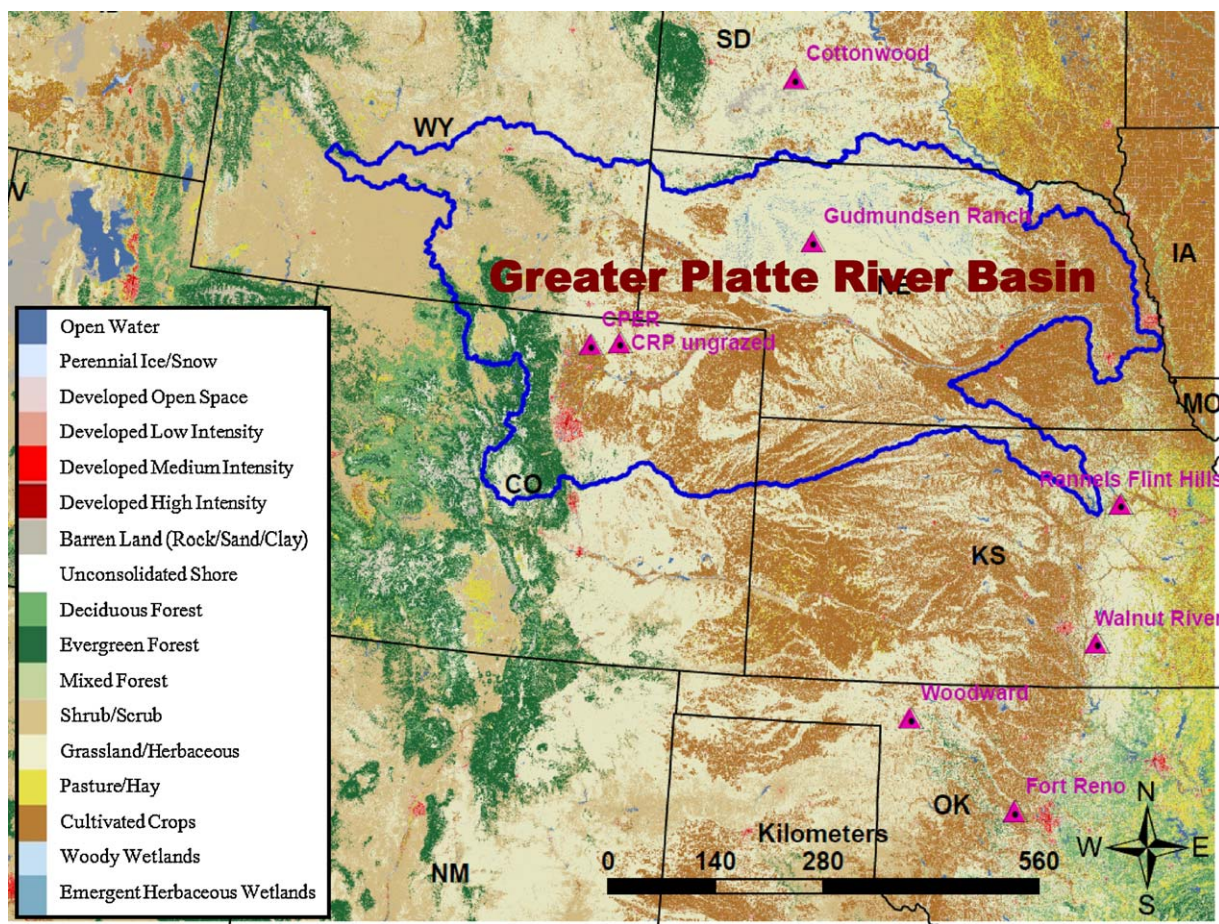 SD
Cottonwood
WY
Gudmundsen Ranch
IA
Greater Platte River Basin
NE
CPER
CRP ungrazed
MO
CO
Rannels Flint Hills
KS
Walnut River
Woodward
Fort Reno
OK
NM
Kilometers
0 140 280 560
N
W E
S
Open Water
Perennial Ice/Snow
Developed Open Space
Developed Low Intensity
Developed Medium Intensity
Developed High Intensity
Barren Land (Rock/Sand/Clay)
Unconsolidated Shore
Deciduous Forest
Evergreen Forest
Mixed Forest
Shrub/Scrub
Grassland/Herbaceous
Pasture/Hay
Cultivated Crops
Woody Wetlands
Emergent Herbaceous Wetlands